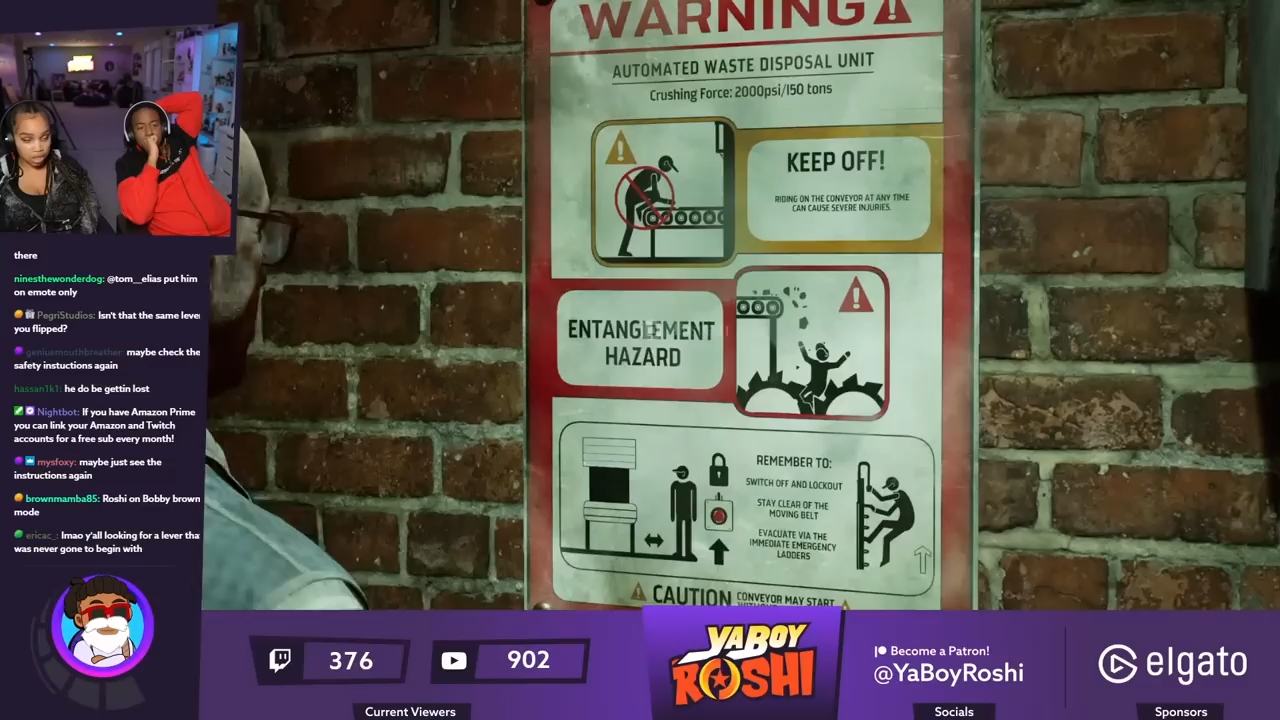 WARNING
AUTOMATED WASTE DISPOSAL UNIT
Crushing Force: 2000psi/150 tons
KEEP OFF!
RIDING ON THE CONVEYOR AT ANY TIME
CAN CAUSE SEVERE INJURIES.
ENTANGLEMENT
HAZARD
REMEMBER TO:
SWITCH OFF AND LOCKOUT
STAY CLEAR OF THE
MOVING BELT
EVACUATE VIA THE
IMMEDIATE EMERGENCY
LADDERS
CAUTION
CONVEYOR MAY START
there
ninesthewonderdog: @tom__elias put him
on emote only
PegriStudios: Isn't that the same lever
you flipped?
geniusmouthbreather: maybe check the
safety instuctions again
hassan1k1: he do be gettin lost
Nightbot: If you have Amazon Prime
you can link your Amazon and Twitch
accounts for a free sub every month!
mysfoxy: maybe just see the
instructions again
brownmamba85: Roshi on Bobby brown
mode
ericac_: lmao y'all looking for a lever tha
was never gone to begin with
376
902
Current Viewers
YABOY
ROSHI
Become a Patron!
@YaBoyRoshi
Socials
elgato
Sponsors